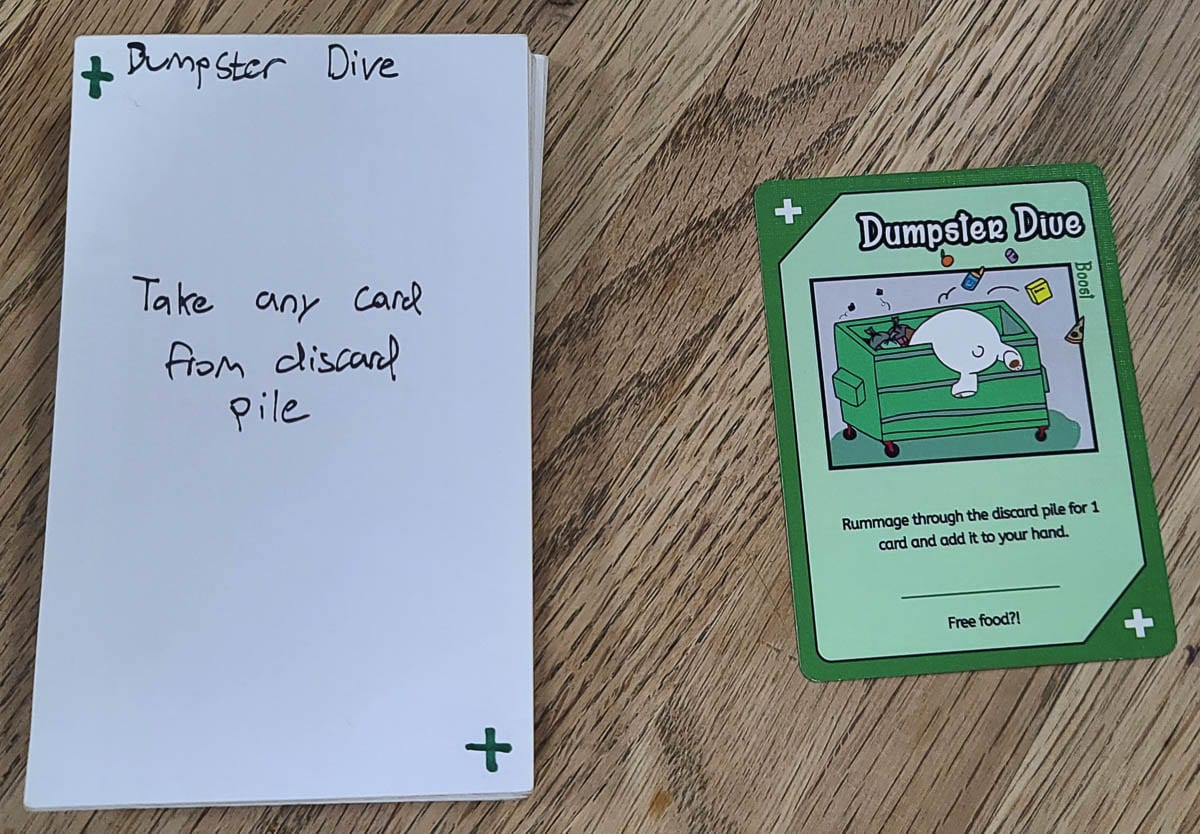 Dumpster Dive
Take any card
from discard
pile
Dumpster Dive
Boost
Rummage through the discard pile for 1
card and add it to your hand.
Free food?!